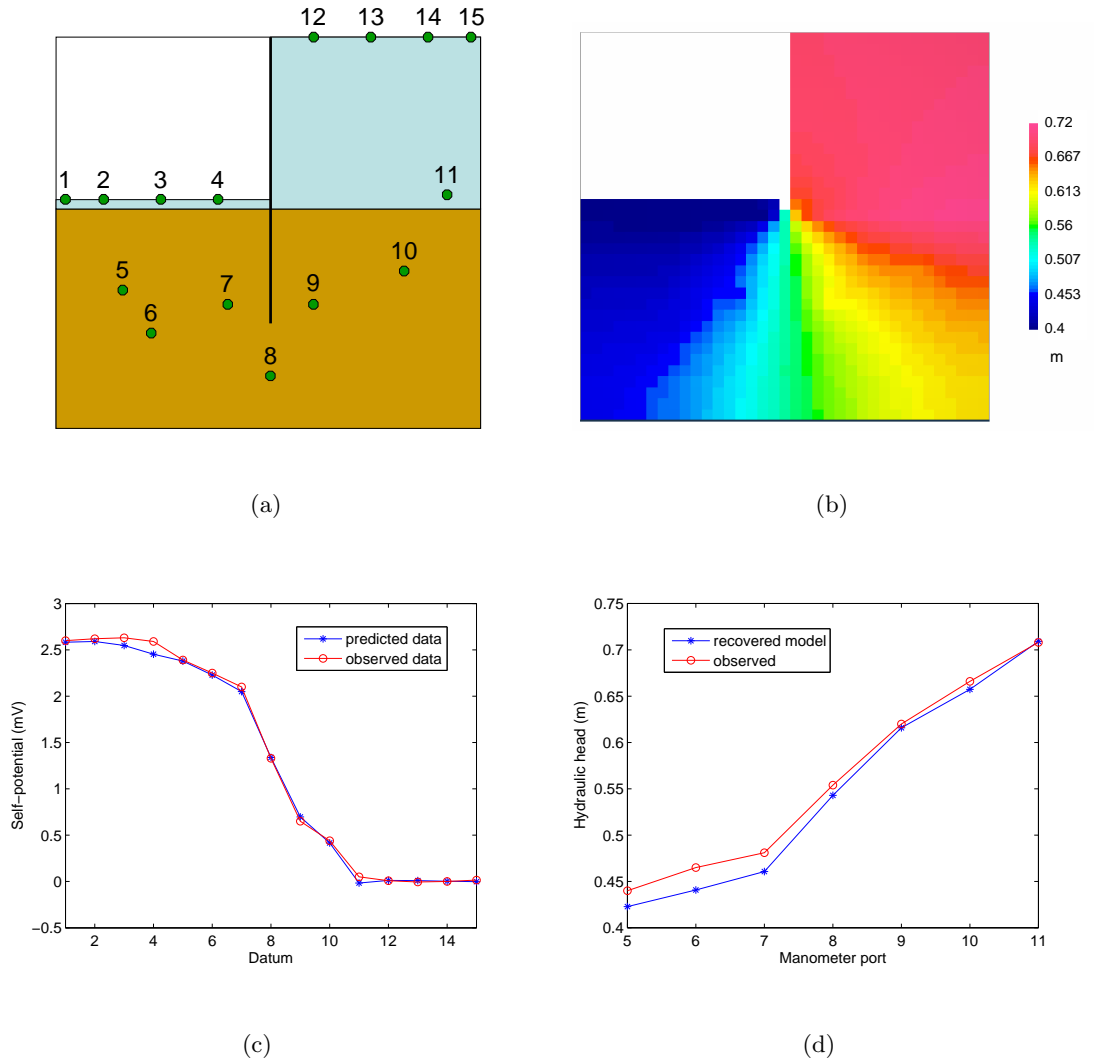 12 13 14 15
1 2 3 4 11
5 6 7 8 9 10
0.72
0.667
0.613
0.56
0.507
0.453
0.4
m
(a)
(b)
3
2.5
2
1.5
1
0.5
0
−0.5
2 4 6 8 10 12 14
Self−potential (mV)
Datum
predicted data
observed data
0.75
0.7
0.65
0.6
0.55
0.5
0.45
0.4
5 6 7 8 9 10 11
Hydraulic head (m)
Manometer port
recovered model
observed
(c)
(d)